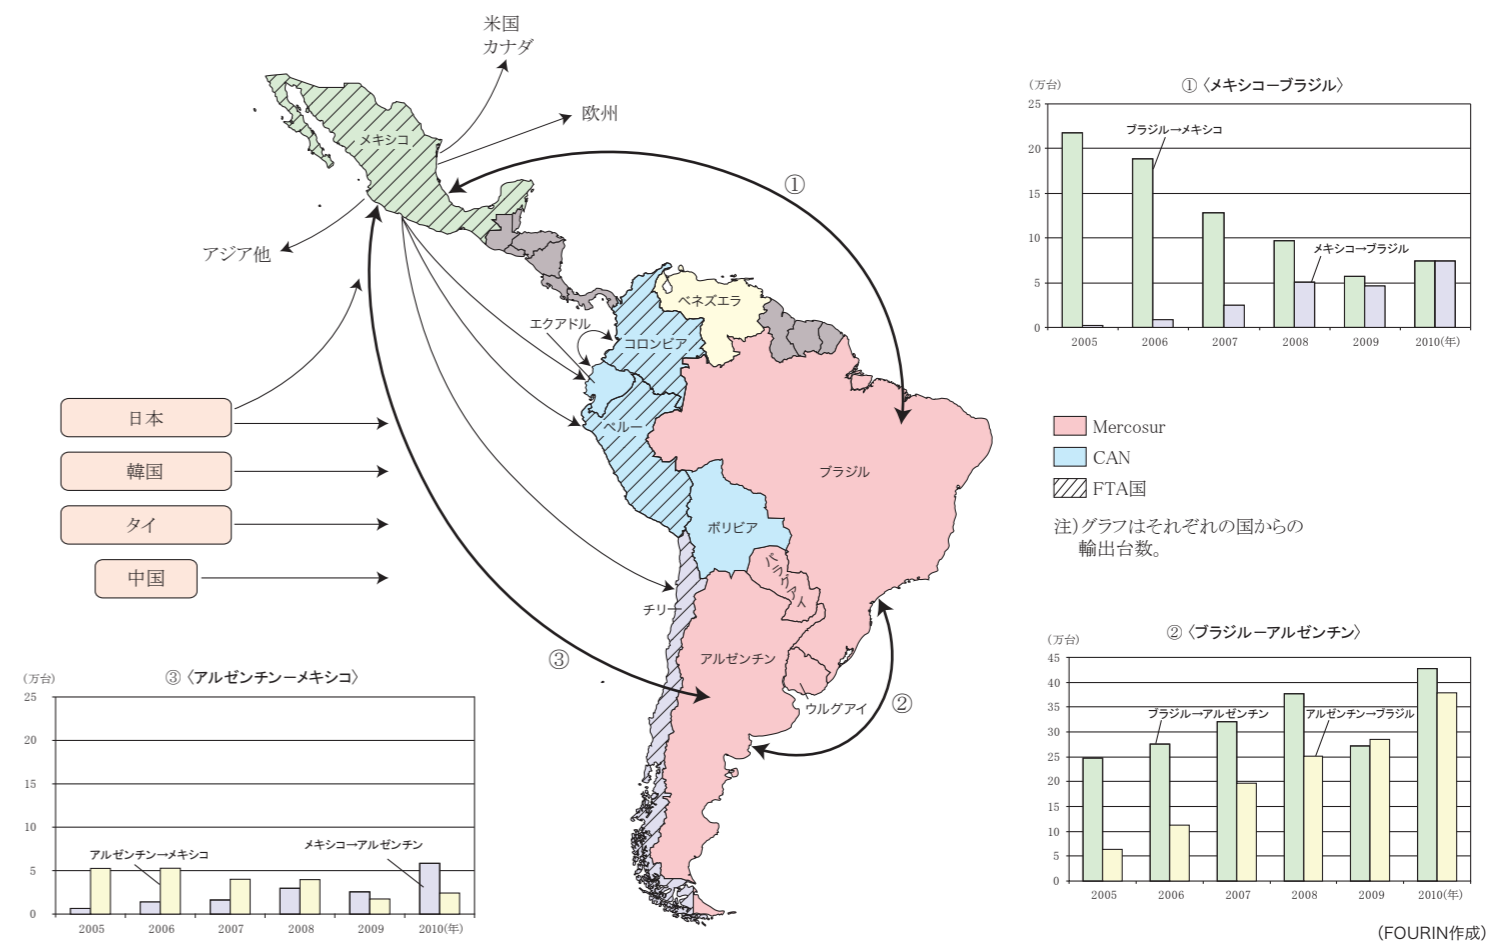 米国
カナダ
欧州
メキシコ
①
アジア他
エクアドル
コロンビア
ベネズエラ
ペルー
ブラジル
ボリビア
パラグアイ
チリ
アルゼンチン
ウルグアイ
②
③
日本
韓国
タイ
中国
① 〈メキシコーブラジル〉
(万台)
25
20
15
10
5
0
ブラジル→メキシコ
メキシコ→ブラジル
2005 2006 2007 2008 2009 2010(年)
Mercosur
CAN
FTA国
注)グラフはそれぞれの国からの
輸出台数。
② 〈ブラジルーアルゼンチン〉
(万台)
45
40
35
30
25
20
15
10
5
0
ブラジル→アルゼンチン
アルゼンチン→ブラジル
2005 2006 2007 2008 2009 2010(年)
③ 〈アルゼンチンーメキシコ〉
(万台)
25
20
15
10
5
0
アルゼンチン→メキシコ
メキシコ→アルゼンチン
2005 2006 2007 2008 2009 2010(年)
(FOURIN作成)